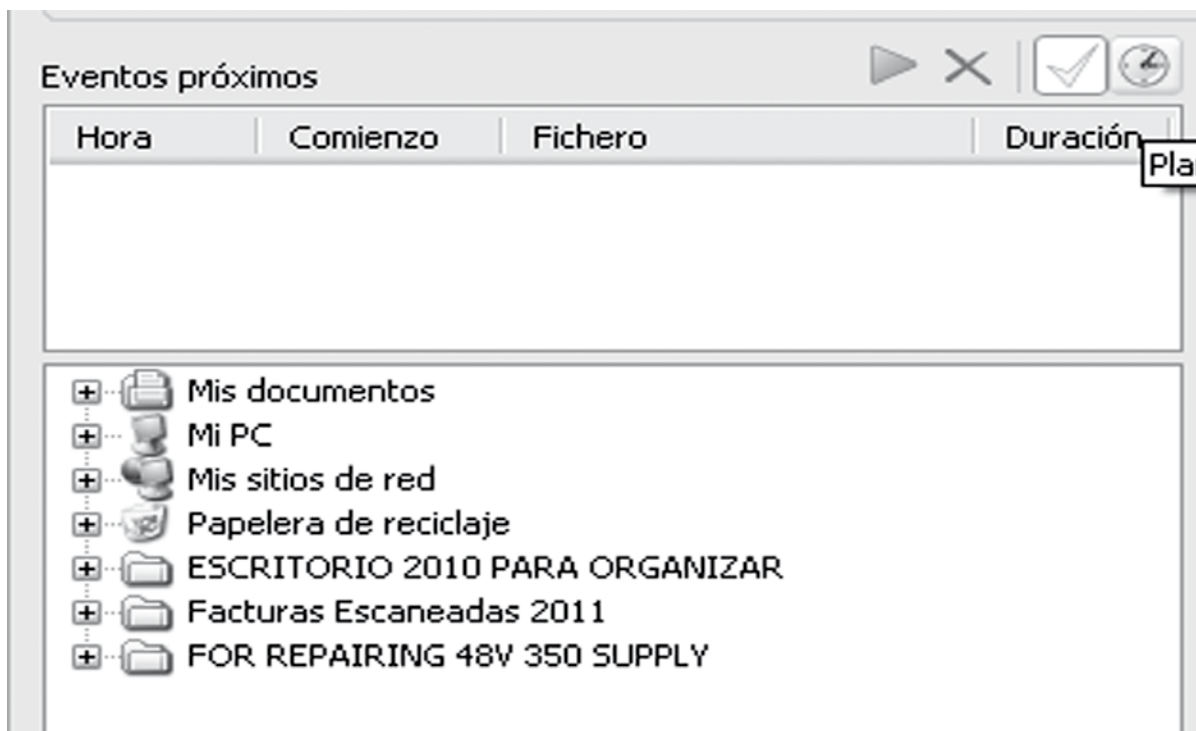 Eventos próximos
Hora Comienzo Fichero Duración
Mis documentos
Mi PC
Mis sitios de red
Papelera de reciclaje
ESCRITORIO 2010 PARA ORGANIZAR
Facturas Escaneadas 2011
FOR REPAIRING 48V 350 SUPPLY